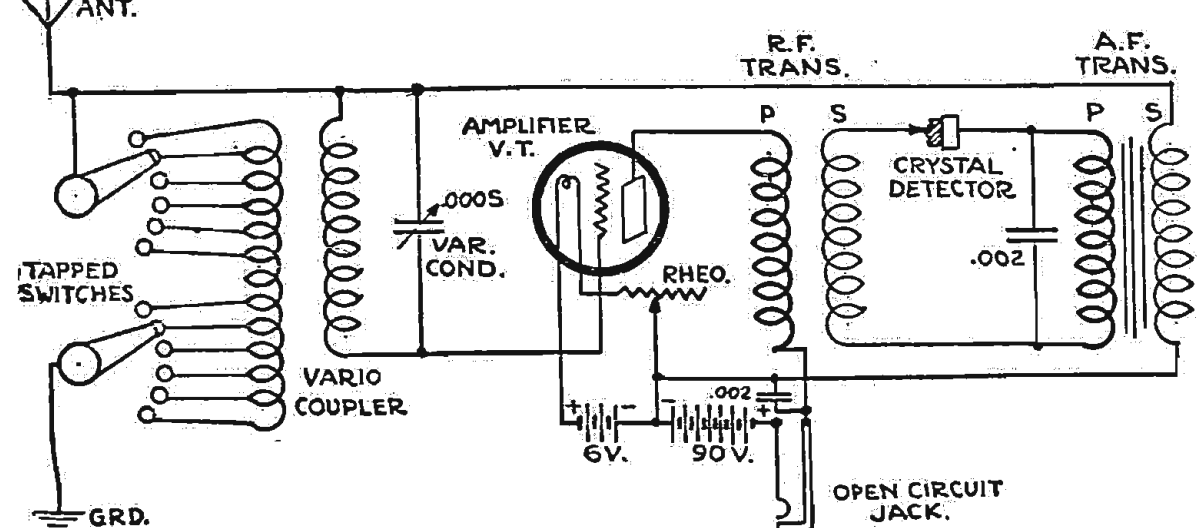 ANT.
R.F.
TRANS.
A.F.
TRANS.
P
S
P
S
AMPLIFIER
V.T.
CRYSTAL
DETECTOR
.0005
VAR.
COND.
.002
TAPPED
SWITCHES
RHEO.
VARIO
COUPLER
.002
+
-
-
+
6V.
90V.
OPEN CIRCUIT
JACK.
GRD.